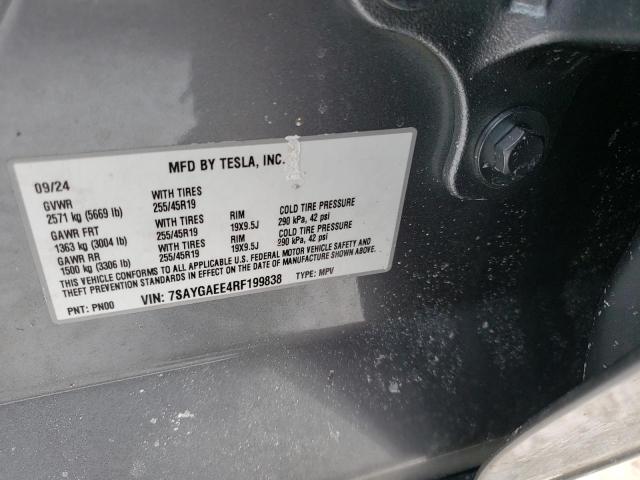 MFD BY TESLA, INC.
09/24
GVWR WITH TIRES
2571 kg (5669 lb) 255/45R19 RIM COLD TIRE PRESSURE
GAWR FRT WITH TIRES 19X9.5J 290 kPa, 42 psi
1363 kg (3004 lb) 255/45R19 RIM COLD TIRE PRESSURE
GAWR RR WITH TIRES 19X9.5J 290 kPa, 42 psi
1500 kg (3306 lb) 255/45R19
THIS VEHICLE CONFORMS TO ALL APPLICABLE U.S. FEDERAL MOTOR VEHICLE SAFETY AND
THEFT PREVENTION STANDARDS IN EFFECT ON THE DATE OF MANUFACTURE SHOWN ABOVE.
PNT: PN00 VIN: 7SAYGAEE4RF199838 TYPE: MPV